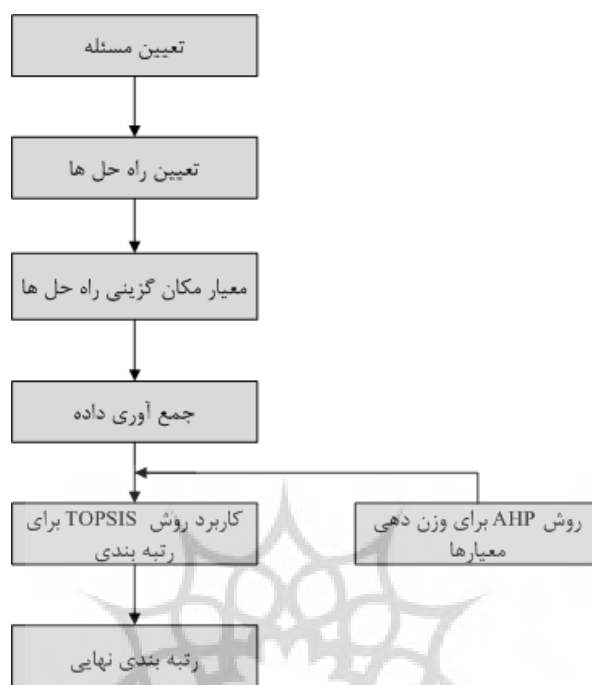 تعیین مسئله
تعیین راه حل ها
معیار مکان گزینی راه حل ها
جمع آوری داده
کاربرد روش TOPSIS برای
رتبه بندی
روش AHP برای وزن دهی
معیارها
رتبه بندی نهایی